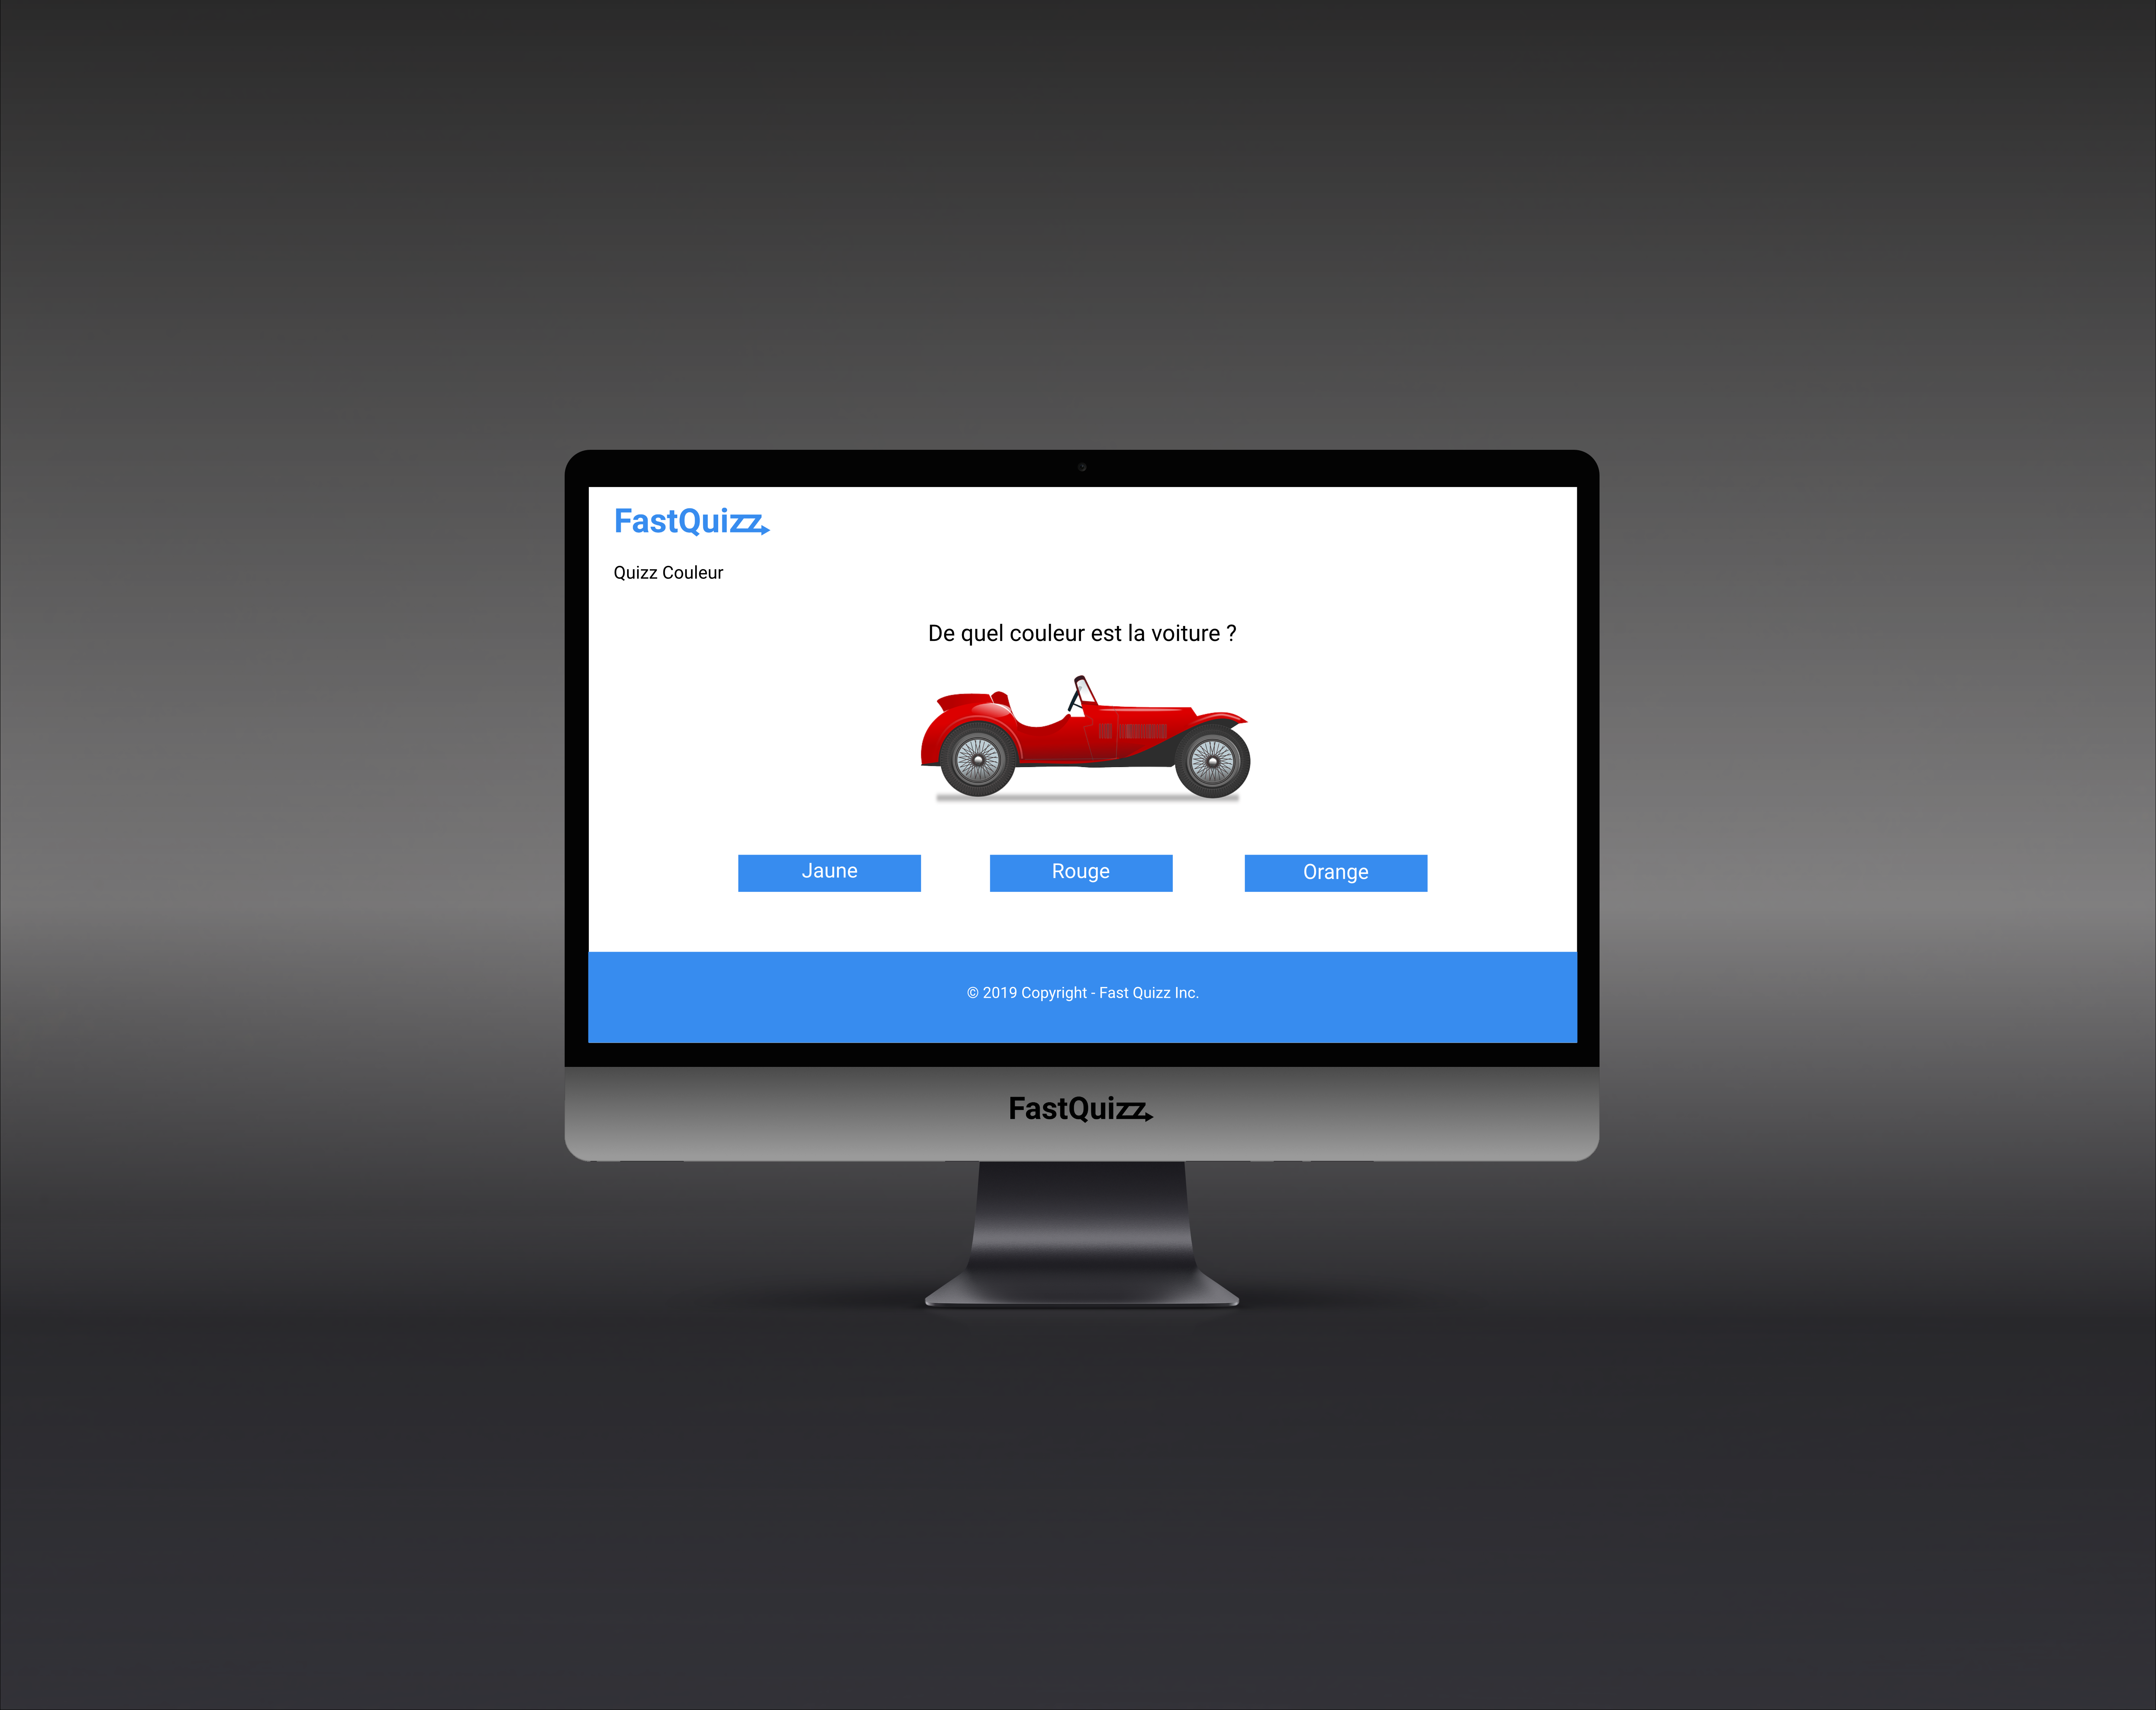 FastQuizz
Quizz Couleur
De quel couleur est la voiture ?
Jaune
Rouge
Orange
© 2019 Copyright - Fast Quizz Inc.
FastQuizz